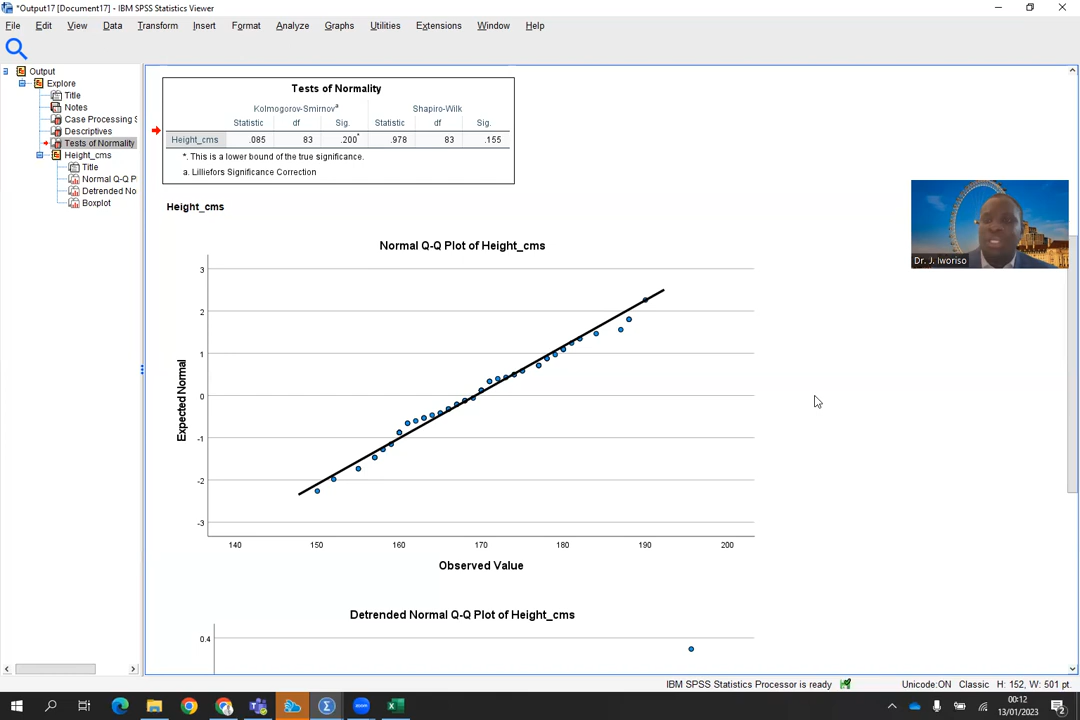 *Output17 [Document17] - IBM SPSS Statistics Viewer
File Edit View Data Transform Insert Format Analyze Graphs Utilities Extensions Window Help
Output
Explore
Title
Notes
Case Processing S
Descriptives
Tests of Normality
Height_cms
Title
Normal Q-Q P
Detrended No
Boxplot
Tests of Normality
Kolmogorov-Smirnovᵃ Shapiro-Wilk
Statistic df Sig. Statistic df Sig.
Height_cms .085 83 .200* .978 83 .155
*. This is a lower bound of the true significance.
a. Lilliefors Significance Correction
Height_cms
Normal Q-Q Plot of Height_cms
3
2
1
0
-1
-2
-3
Expected Normal
140 150 160 170 180 190 200
Observed Value
Detrended Normal Q-Q Plot of Height_cms
0.4
Dr. J. Iworiso
IBM SPSS Statistics Processor is ready Unicode:ON Classic H: 152, W: 501 pt.
00:12
13/01/2023
2